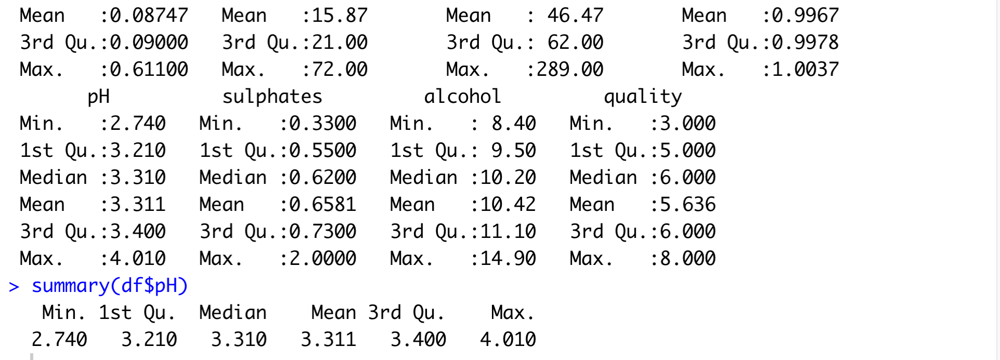 Mean   :0.08747   Mean   :15.87       Mean   : 46.47       Mean   :0.9967
3rd Qu.:0.09000   3rd Qu.:21.00       3rd Qu.: 62.00       3rd Qu.:0.9978
Max.   :0.61100   Max.   :72.00       Max.   :289.00       Max.   :1.0037
      pH          sulphates         alcohol         quality
Min.   :2.740   Min.   :0.3300   Min.   : 8.40   Min.   :3.000
1st Qu.:3.210   1st Qu.:0.5500   1st Qu.: 9.50   1st Qu.:5.000
Median :3.310   Median :0.6200   Median :10.20   Median :6.000
Mean   :3.311   Mean   :0.6581   Mean   :10.42   Mean   :5.636
3rd Qu.:3.400   3rd Qu.:0.7300   3rd Qu.:11.10   3rd Qu.:6.000
Max.   :4.010   Max.   :2.0000   Max.   :14.90   Max.   :8.000
> summary(df$pH)
   Min. 1st Qu.  Median    Mean 3rd Qu.    Max.
  2.740   3.210   3.310   3.311   3.400   4.010